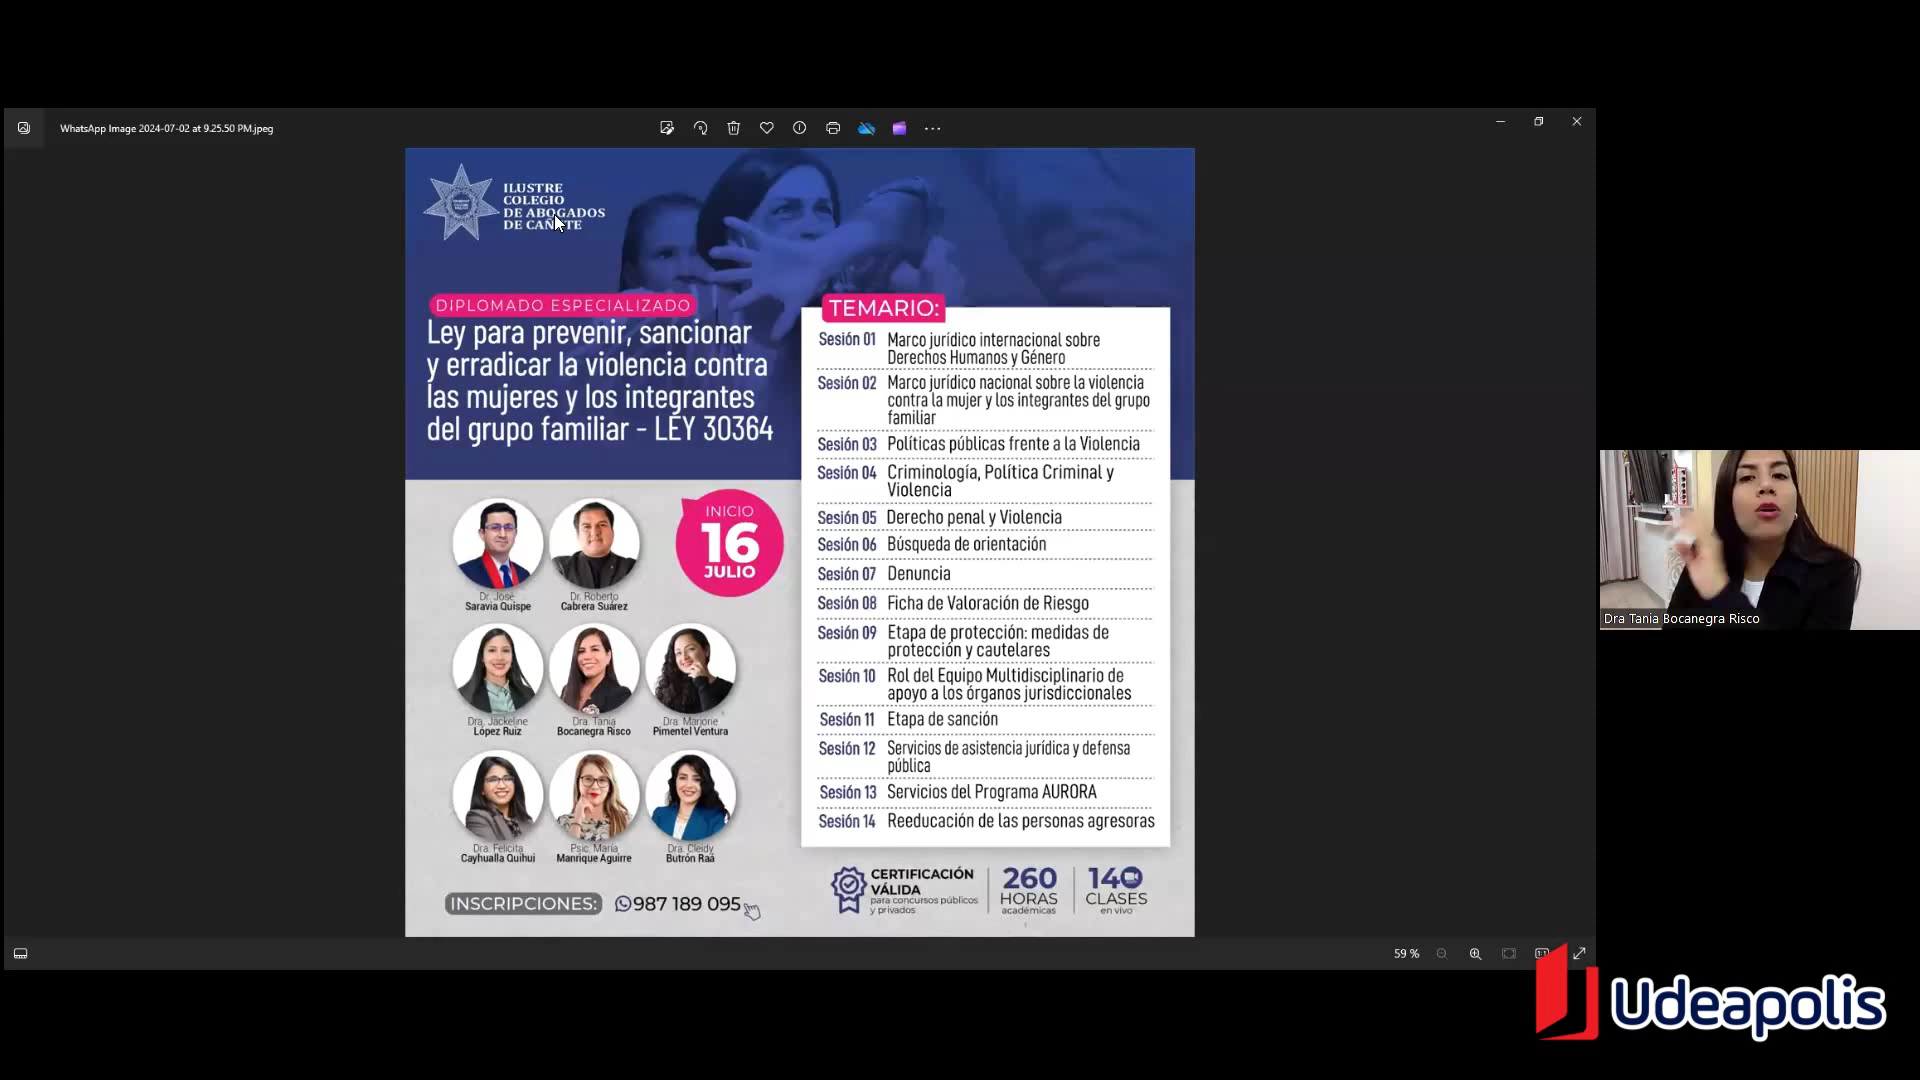 WhatsApp Image 2024-07-02 at 9.25.50 PM.jpeg
ILUSTRE
COLEGIO
DE ABOGADOS
DE CAÑETE
DIPLOMADO ESPECIALIZADO
Ley para prevenir, sancionar
y erradicar la violencia contra
las mujeres y los integrantes
del grupo familiar - LEY 30364
INICIO
16
JULIO
Dr. José
Saravia Quispe
Dr. Roberto
Cabrera Suárez
Dra. Jackeline
López Ruiz
Dra. Tania
Bocanegra Risco
Dra. Marjorie
Pimentel Ventura
Dra. Felicita
Cayhualla Quihui
Psic. María
Manrique Aguirre
Dra. Cleidy
Butrón Raá
INSCRIPCIONES: 987 189 095
TEMARIO:
Sesión 01 Marco jurídico internacional sobre
Derechos Humanos y Género
Sesión 02 Marco jurídico nacional sobre la violencia
contra la mujer y los integrantes del grupo
familiar
Sesión 03 Políticas públicas frente a la Violencia
Sesión 04 Criminología, Política Criminal y
Violencia
Sesión 05 Derecho penal y Violencia
Sesión 06 Búsqueda de orientación
Sesión 07 Denuncia
Sesión 08 Ficha de Valoración de Riesgo
Sesión 09 Etapa de protección: medidas de
protección y cautelares
Sesión 10 Rol del Equipo Multidisciplinario de
apoyo a los órganos jurisdiccionales
Sesión 11 Etapa de sanción
Sesión 12 Servicios de asistencia jurídica y defensa
pública
Sesión 13 Servicios del Programa AURORA
Sesión 14 Reeducación de las personas agresoras
CERTIFICACIÓN
VÁLIDA
para concursos públicos
y privados
260
HORAS
académicas
14
CLASES
en vivo
Dra Tania Bocanegra Risco
59 %
Udeapolis